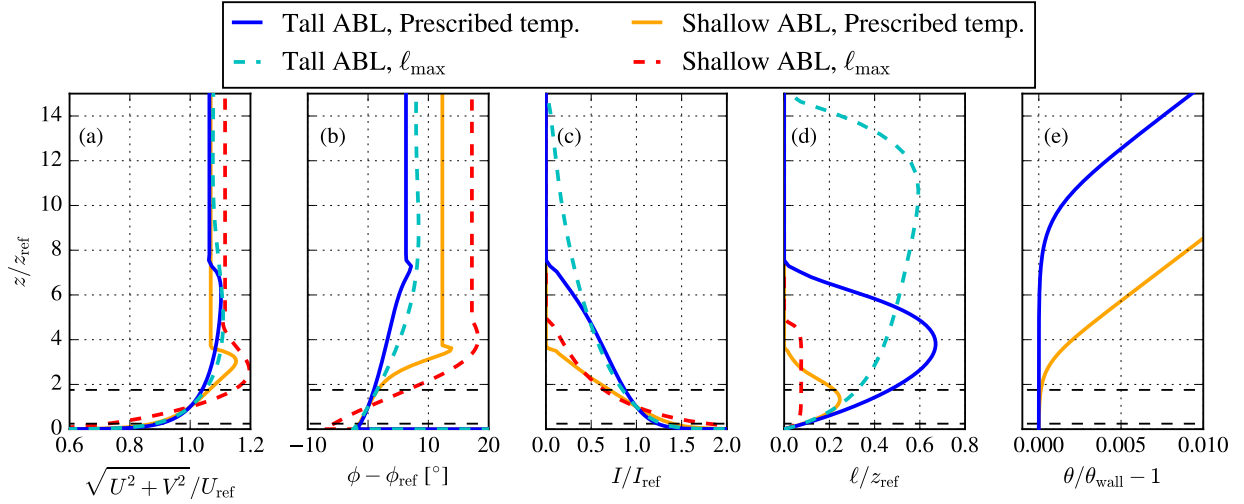 Tall ABL, Prescribed temp. Shallow ABL, Prescribed temp.
Tall ABL, ℓmax Shallow ABL, ℓmax
(a) (b) (c) (d) (e)
14
12
10
8
6
4
2
0
z/zref
0.6 0.8 1.0 1.2
−10 0 10 20
0.0 0.5 1.0 1.5 2.0
0.0 0.2 0.4 0.6 0.8
0.000 0.005 0.010
√U² + V²/Uref
ϕ − ϕref [°]
I/Iref
ℓ/zref
θ/θwall − 1